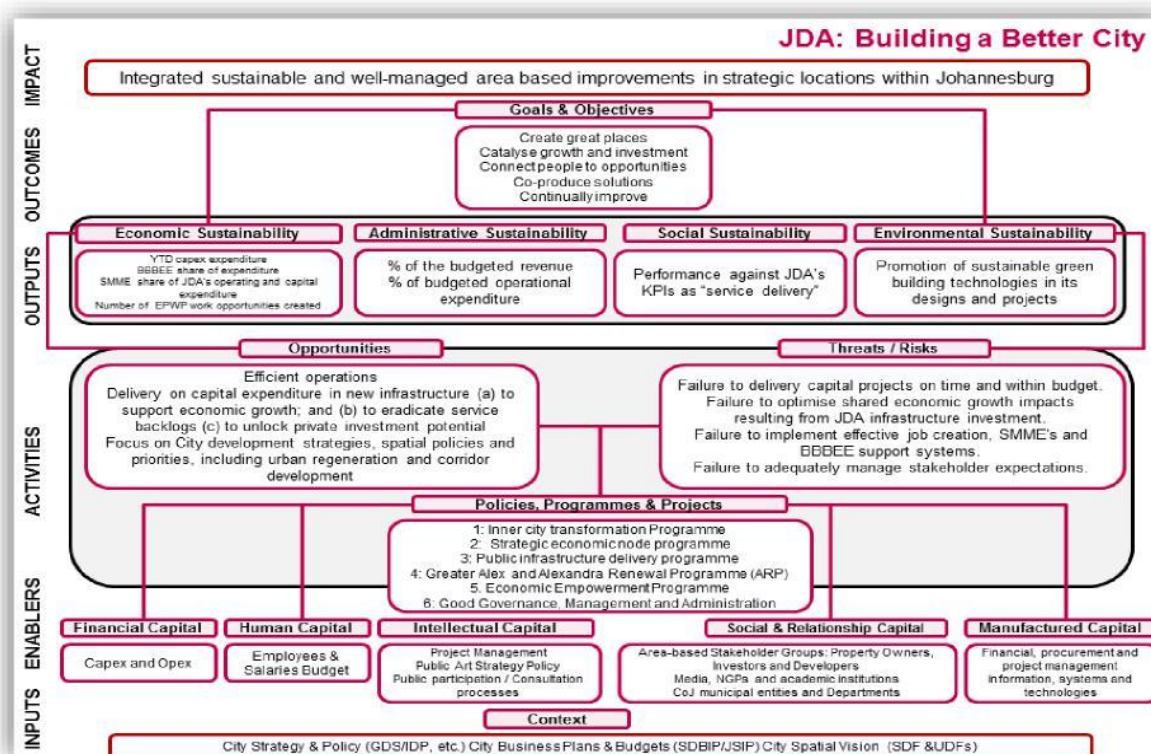 JDA: Building a Better City
IMPACT
Integrated sustainable and well-managed area based improvements in strategic locations within Johannesburg
OUTCOMES
Goals & Objectives
Create great places
Catalyse growth and investment
Connect people to opportunities
Co-produce solutions
Continually improve
OUTPUTS
Economic Sustainability
YTD capex expenditure
BBBEE share of expenditure
SMME share of JDA's operating and capital
expenditure
Number of EPWP work opportunities created
Administrative Sustainability
% of the budgeted revenue
% of budgeted operational
expenditure
Social Sustainability
Performance against JDA's
KPIs as "service delivery"
Environmental Sustainability
Promotion of sustainable green
building technologies in its
designs and projects
ACTIVITIES
Opportunities
Efficient operations
Delivery on capital expenditure in new infrastructure (a) to
support economic growth; and (b) to eradicate service
backlogs (c) to unlock private investment potential
Focus on City development strategies, spatial policies and
priorities, including urban regeneration and corridor
development
Threats / Risks
Failure to delivery capital projects on time and within budget.
Failure to optimise shared economic growth impacts
resulting from JDA infrastructure investment.
Failure to implement effective job creation, SMME's and
BBBEE support systems.
Failure to adequately manage stakeholder expectations.
Policies, Programmes & Projects
1: Inner city transformation Programme
2: Strategic economic node programme
3: Public infrastructure delivery programme
4: Greater Alex and Alexandra Renewal Programme (ARP)
5. Economic Empowerment Programme
6: Good Governance, Management and Administration
ENABLERS
Financial Capital
Capex and Opex
Human Capital
Employees &
Salaries Budget
Intellectual Capital
Project Management
Public Art Strategy Policy
Public participation / Consultation
processes
Social & Relationship Capital
Area-based Stakeholder Groups: Property Owners,
Investors and Developers
Media, NGPs and academic institutions
CoJ municipal entities and Departments
Manufactured Capital
Financial, procurement and
project management
information, systems and
technologies
INPUTS
Context
City Strategy & Policy (GDS/IDP, etc.) City Business Plans & Budgets (SDBIP/JSIP) City Spatial Vision (SDF &UDFs)